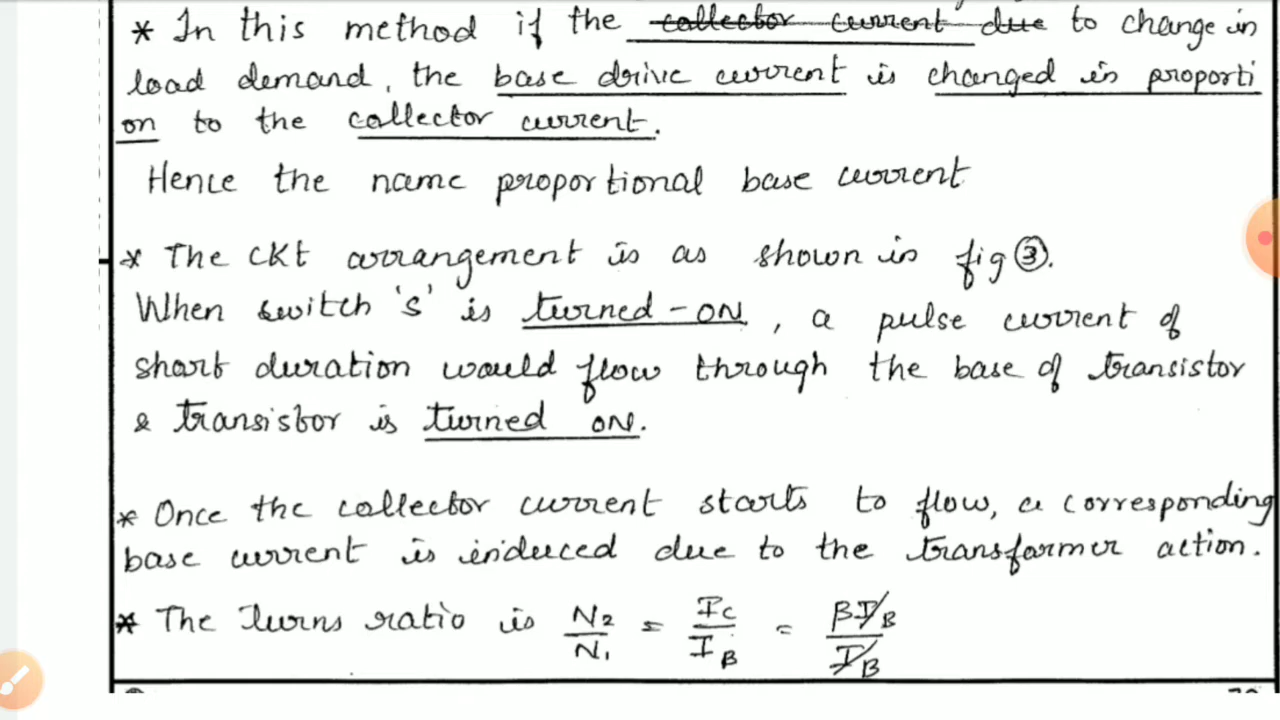 * In this method if the collector current due to change in
load demand, the base drive current is changed in proporti
on to the collector current.
Hence the name proportional base current
* The CKt arrangement is as shown in fig ③.
When switch 's' is turned-ON, a pulse current of
short duration would flow through the base of transistor
& transistor is turned ON.
* Once the collector current starts to flow, a corresponding
base current is induced due to the transformer action.
* The Turns ratio is N2/N1 = IC/IB = βIB/IB